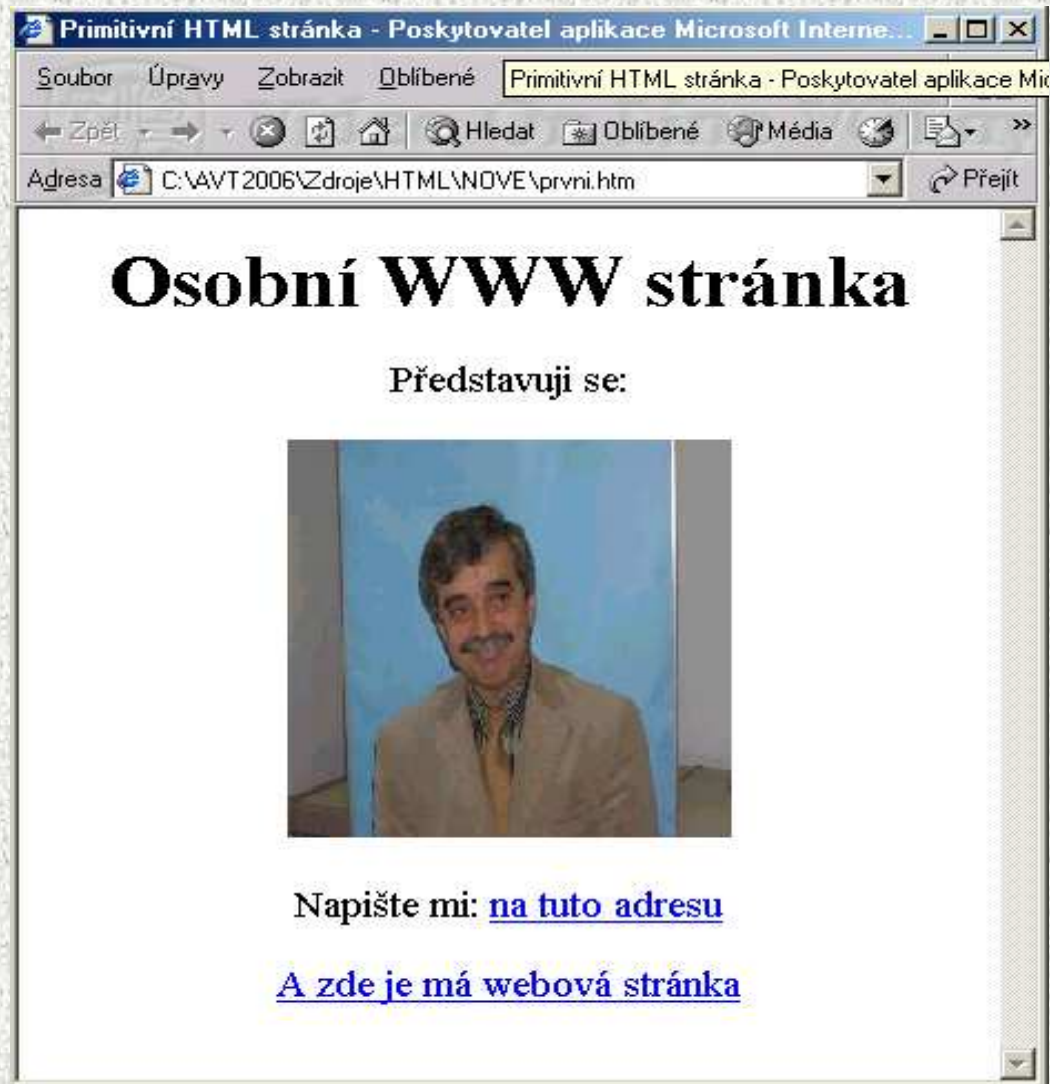 Primitivní HTML stránka - Poskytovatel aplikace Microsoft Interne...
Soubor Úpravy Zobrazit Oblíbené
Primitivní HTML stránka - Poskytovatel aplikace Mic
Zpět Hledat Oblíbené Média »
Adresa C:\AVT2006\Zdroje\HTML\NOVE\prvni.htm Přejít
Osobní WWW stránka
Představuji se:
Napište mi: na tuto adresu
A zde je má webová stránka